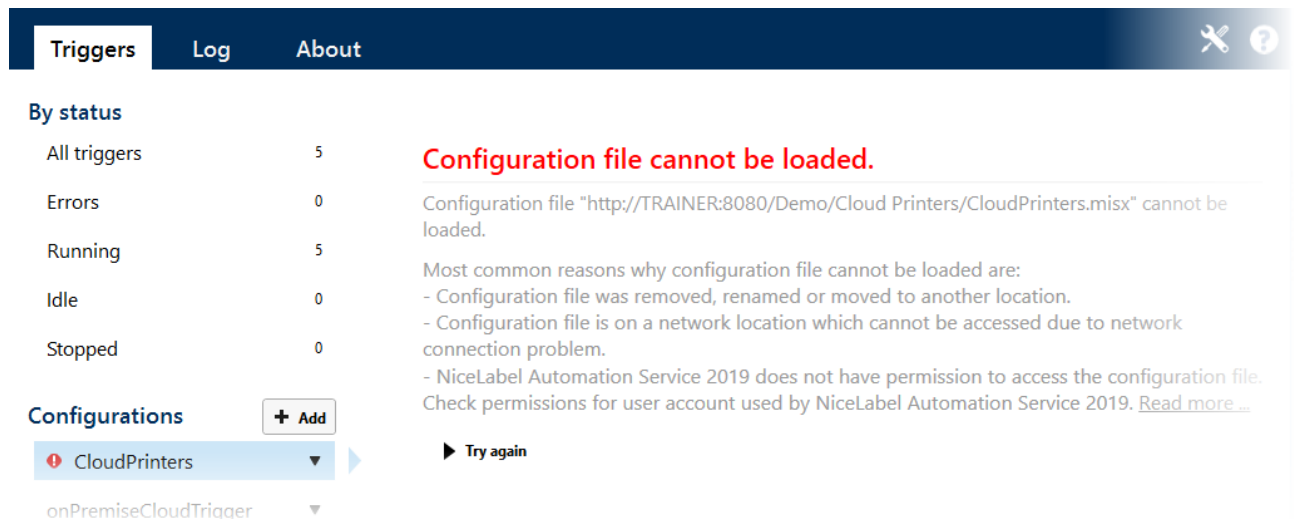 Triggers Log About
By status
All triggers 5
Errors 0
Running 5
Idle 0
Stopped 0
Configurations + Add
CloudPrinters
onPremiseCloudTrigger
Configuration file cannot be loaded.
Configuration file "http://TRAINER:8080/Demo/Cloud Printers/CloudPrinters.misx" cannot be
loaded.
Most common reasons why configuration file cannot be loaded are:
- Configuration file was removed, renamed or moved to another location.
- Configuration file is on a network location which cannot be accessed due to network
connection problem.
- NiceLabel Automation Service 2019 does not have permission to access the configuration file.
Check permissions for user account used by NiceLabel Automation Service 2019. Read more ...
Try again